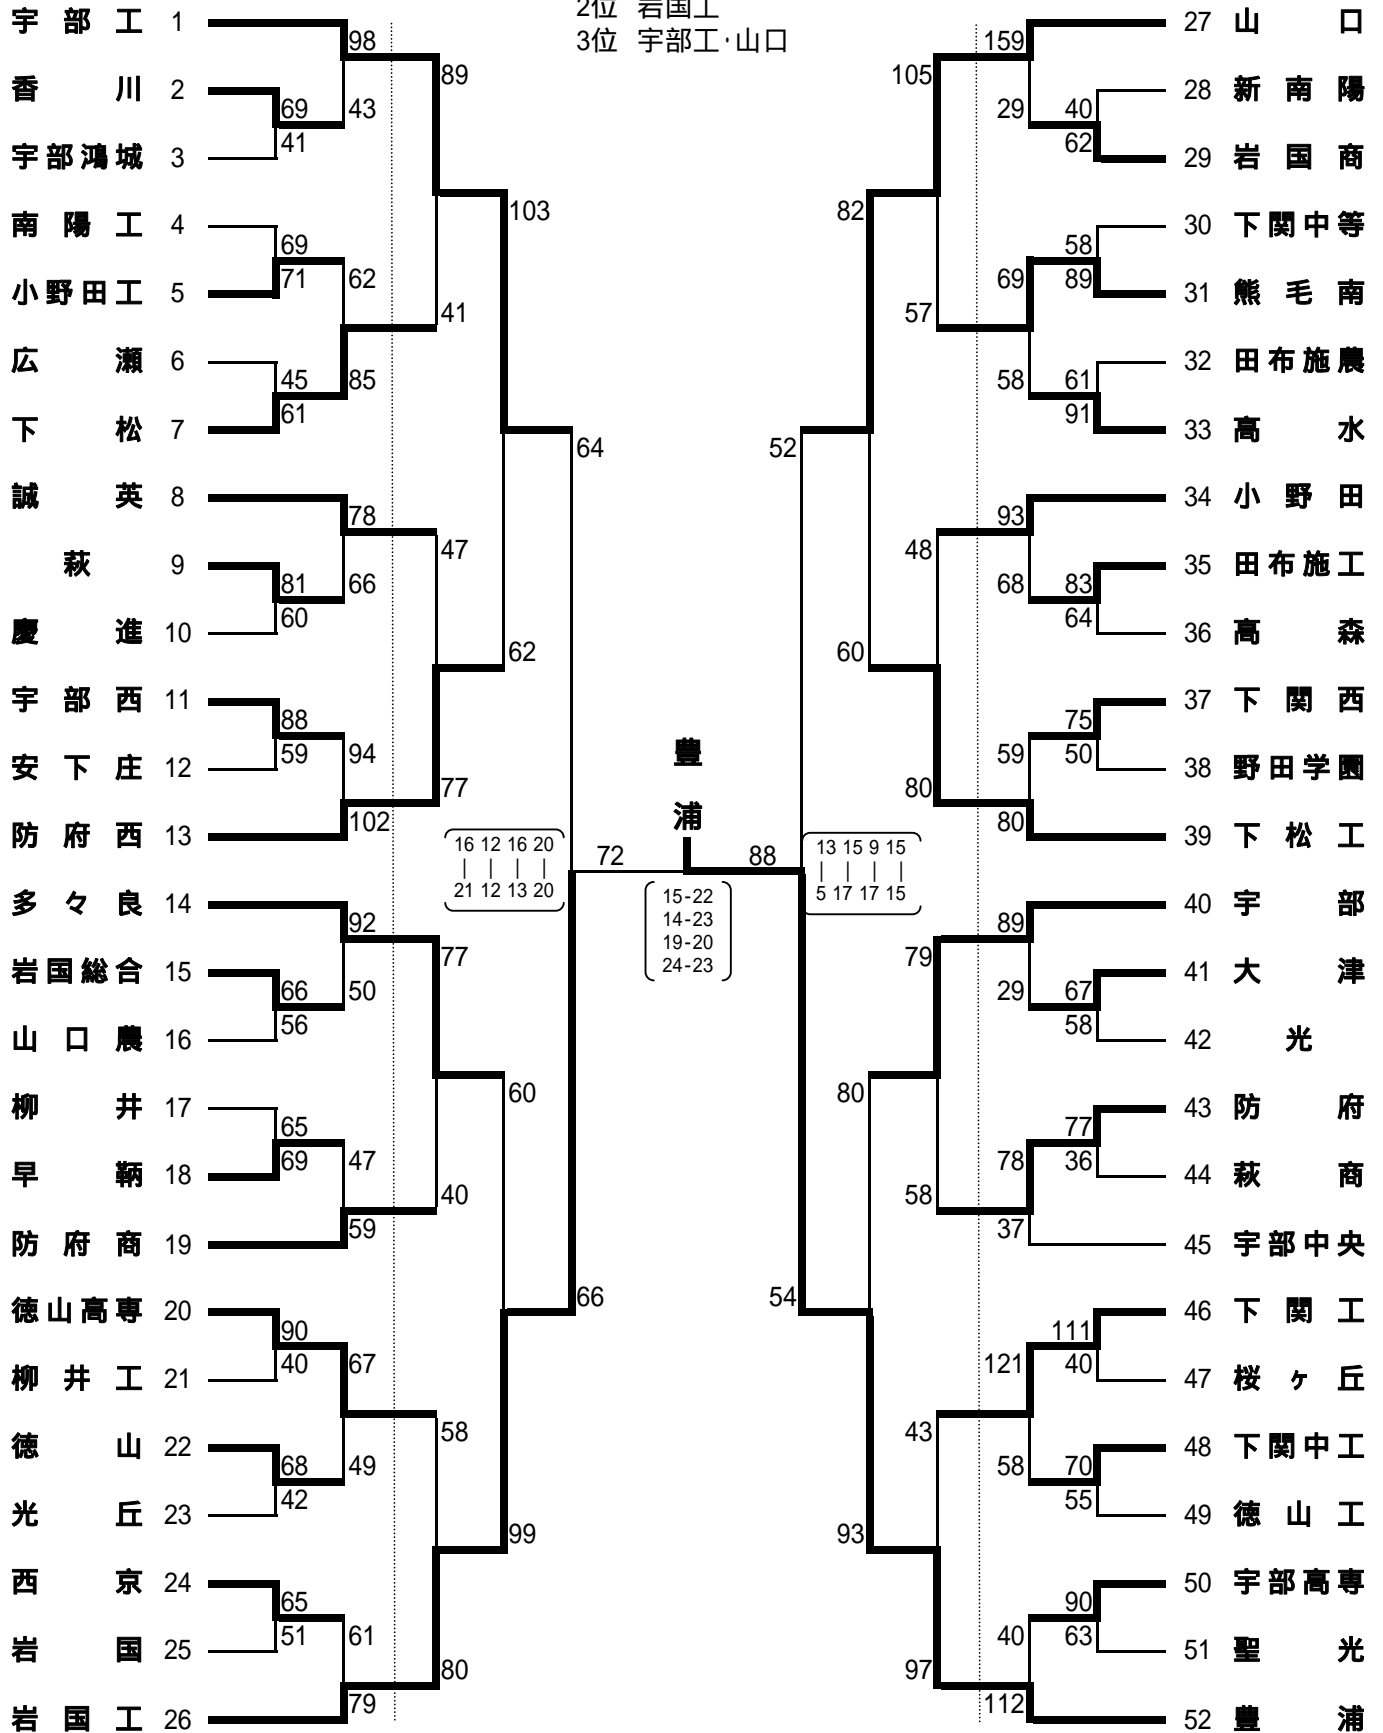 2位 岩国工
3位 宇部工·山口
宇部工 1
香川 2
宇部鴻城 3
南陽工 4
小野田工 5
広瀬 6
下松 7
誠英 8
萩 9
慶進 10
宇部西 11
安下庄 12
防府西 13
多々良 14
岩国総合 15
山口農 16
柳井 17
早鞆 18
防府商 19
徳山高専 20
柳井工 21
徳山 22
光丘 23
西京 24
岩国 25
岩国工 26
98
43
69
41
89
69
71
62
41
45
61
85
103
78
66
81
60
47
62
88
59
94
102
77
64
92
50
66
56
77
65
69
47
59
40
60
90
40
67
68
42
49
58
99
65
51
61
79
80
66
16 12 16 20
| | | |
21 12 13 20
豊浦
72 88
15-22
14-23
19-20
24-23
13 15 9 15
| | | |
5 17 17 15
159
29
40
62
105
58
89
69
57
61
91
58
82
93
68
83
64
48
60
75
50
59
80
80
52
89
29
67
58
79
77
36
78
37
58
80
111
40
121
70
55
58
43
93
90
63
40
112
97
54
27 山口
28 新南陽
29 岩国商
30 下関中等
31 熊毛南
32 田布施農
33 高水
34 小野田
35 田布施工
36 高森
37 下関西
38 野田学園
39 下松工
40 宇部
41 大津
42 光
43 防府
44 萩商
45 宇部中央
46 下関工
47 桜ヶ丘
48 下関中工
49 徳山工
50 宇部高専
51 聖光
52 豊浦